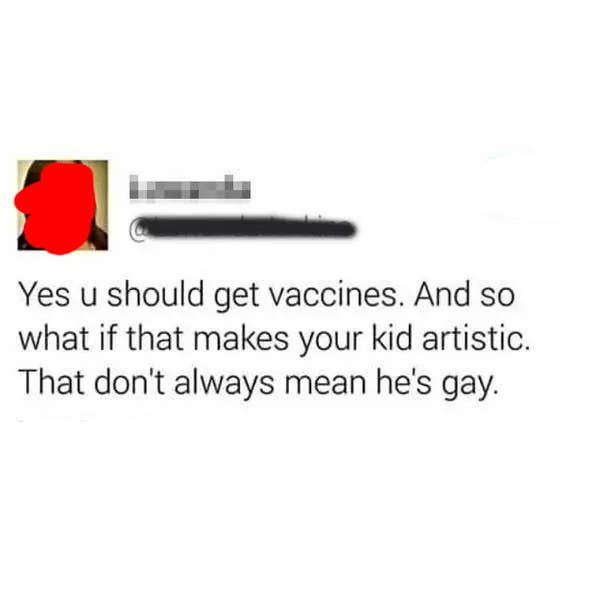 @
Yes u should get vaccines. And so
what if that makes your kid artistic.
That don't always mean he's gay.